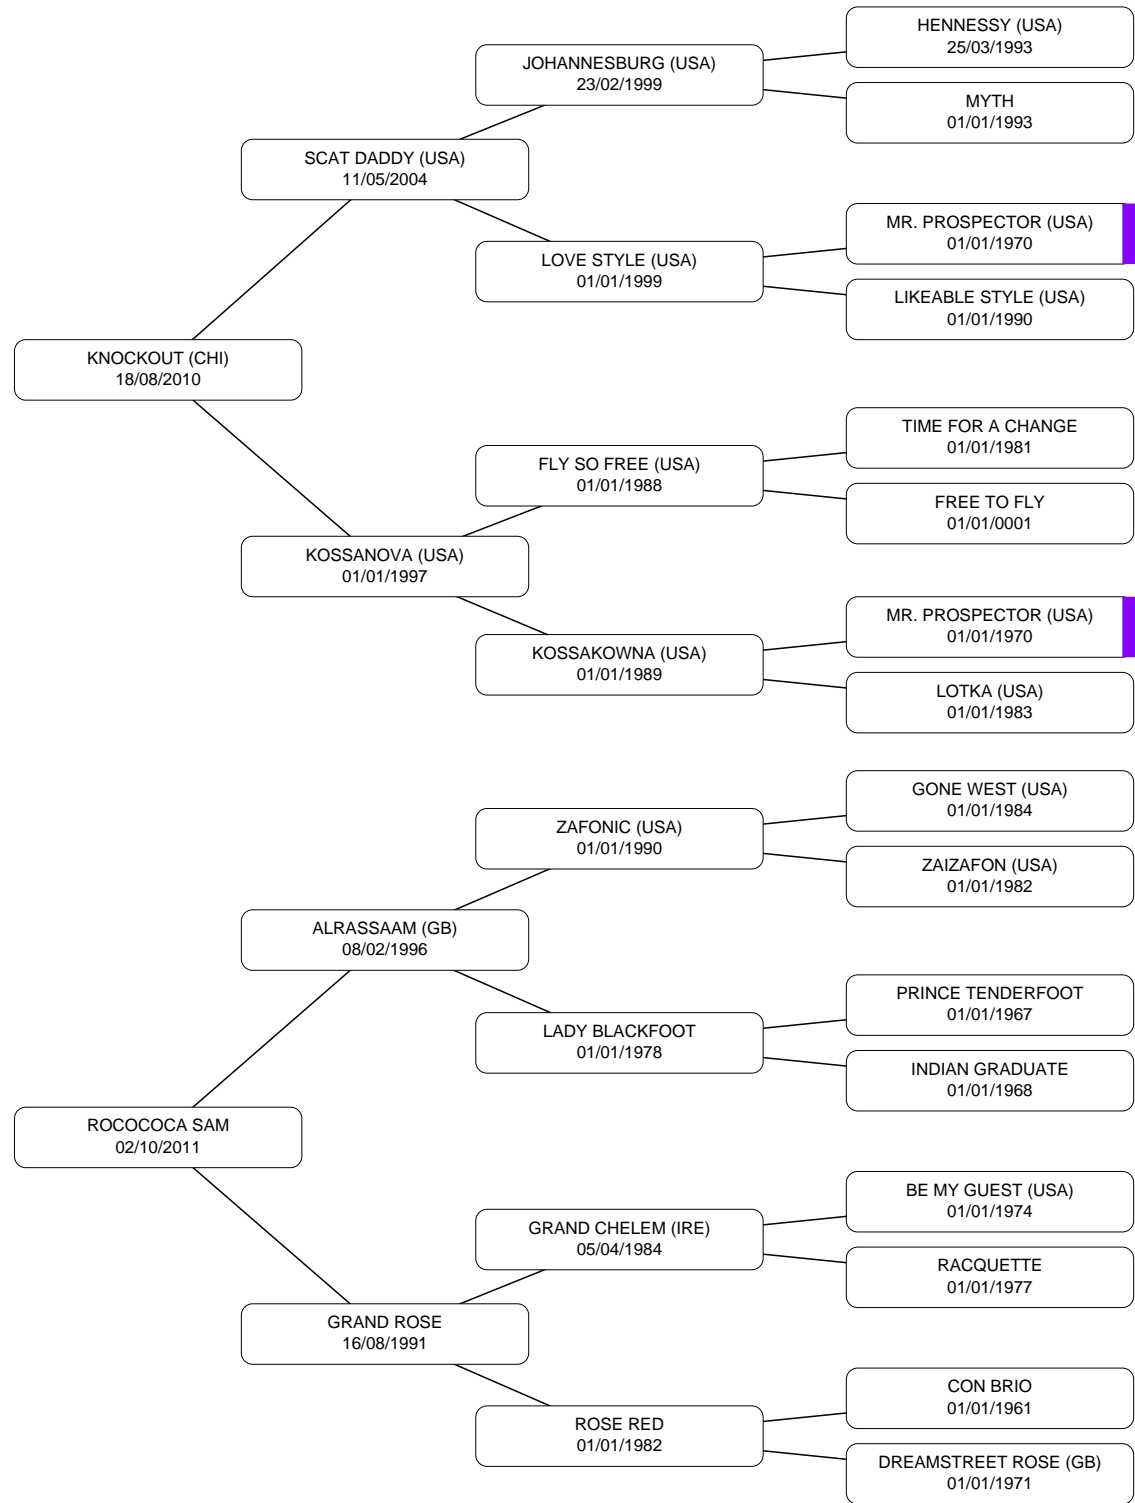 HENNESSY (USA)
25/03/1993
JOHANNESBURG (USA)
23/02/1999
MYTH
01/01/1993
SCAT DADDY (USA)
11/05/2004
MR. PROSPECTOR (USA)
01/01/1970
LOVE STYLE (USA)
01/01/1999
LIKEABLE STYLE (USA)
01/01/1990
KNOCKOUT (CHI)
18/08/2010
TIME FOR A CHANGE
01/01/1981
FLY SO FREE (USA)
01/01/1988
FREE TO FLY
01/01/0001
KOSSANOVA (USA)
01/01/1997
MR. PROSPECTOR (USA)
01/01/1970
KOSSAKOWNA (USA)
01/01/1989
LOTKA (USA)
01/01/1983
GONE WEST (USA)
01/01/1984
ZAFONIC (USA)
01/01/1990
ZAIZAFON (USA)
01/01/1982
ALRASSAAM (GB)
08/02/1996
PRINCE TENDERFOOT
01/01/1967
LADY BLACKFOOT
01/01/1978
INDIAN GRADUATE
01/01/1968
ROCOCOCA SAM
02/10/2011
BE MY GUEST (USA)
01/01/1974
GRAND CHELEM (IRE)
05/04/1984
RACQUETTE
01/01/1977
GRAND ROSE
16/08/1991
CON BRIO
01/01/1961
ROSE RED
01/01/1982
DREAMSTREET ROSE (GB)
01/01/1971